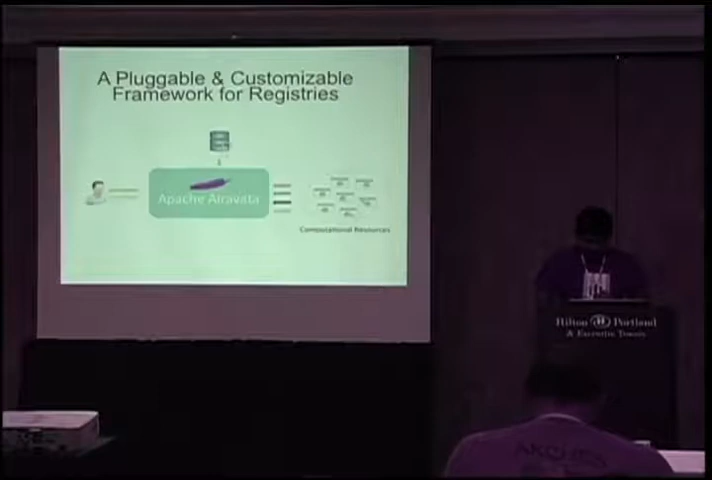 A Pluggable & Customizable
Framework for Registries
Apache Airavata
Computational Resources
Hilton Portland
& Executive Tower